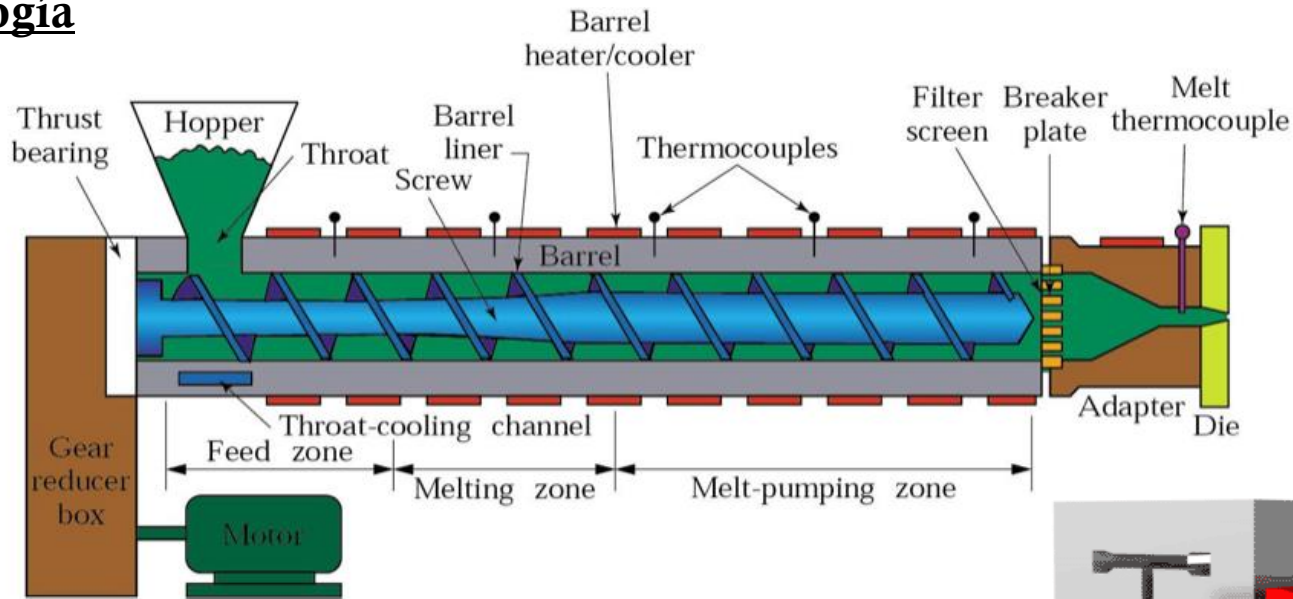 ogía
Barrel
heater/cooler
Thrust
bearing
Hopper
Throat
Barrel
liner
Screw
Thermocouples
Filter
screen
Breaker
plate
Melt
thermocouple
Barrel
Throat-cooling channel
Adapter
Die
Gear
reducer
box
Feed zone
Melting zone
Melt-pumping zone
Motor